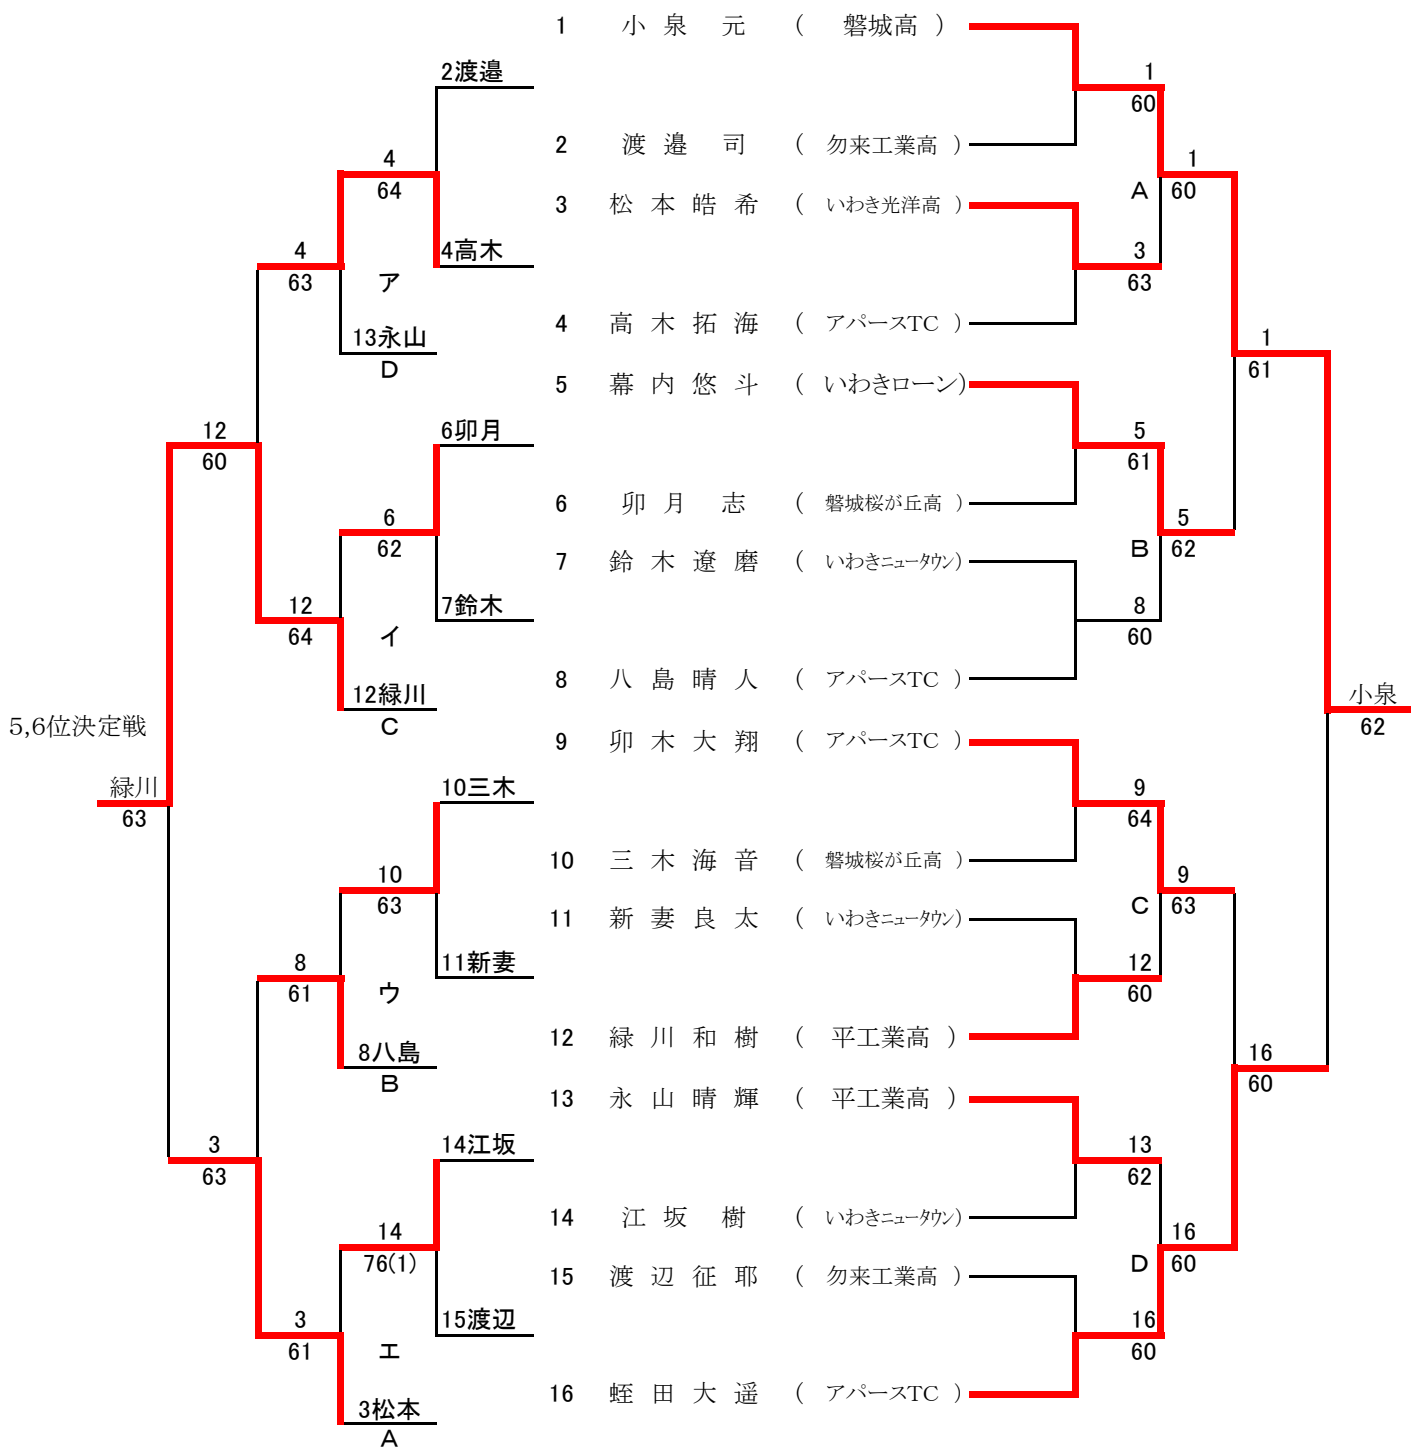 1 小泉 元 ( 磐城高 )
2 渡邉 司 ( 勿来工業高 )
3 松本皓希 ( いわき光洋高 )
4 高木拓海 ( アパースTC )
5 幕内悠斗 ( いわきローン)
6 卯月 志 ( 磐城桜が丘高 )
7 鈴木遼磨 ( いわきニュータウン)
8 八島晴人 ( アパースTC )
9 卯木大翔 ( アパースTC )
10 三木海音 ( 磐城桜が丘高 )
11 新妻良太 ( いわきニュータウン)
12 緑川和樹 ( 平工業高 )
13 永山晴輝 ( 平工業高 )
14 江坂 樹 ( いわきニュータウン)
15 渡辺征耶 ( 勿来工業高 )
16 蛭田大遥 ( アパースTC )
1
60
3
63
5
61
8
60
9
64
12
60
13
62
16
60
A
1
60
B
5
62
C
9
63
D
16
60
1
61
16
60
小泉
62
2渡邉
4高木
4
64
ア
13永山
D
4
63
6卯月
7鈴木
6
62
イ
12緑川
C
12
64
12
60
5,6位決定戦
緑川
63
10三木
11新妻
10
63
ウ
8八島
B
8
61
14江坂
15渡辺
14
76(1)
エ
3松本
A
3
61
3
63